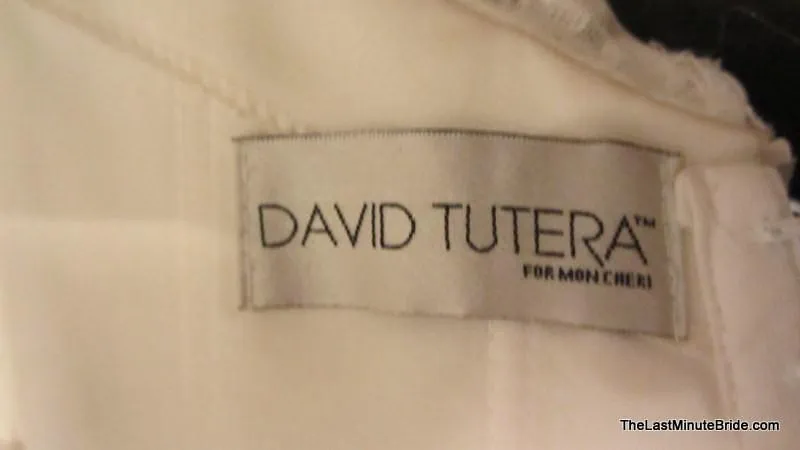 DAVID TUTERA™
FOR MON CHERI
TheLastMinuteBride.com